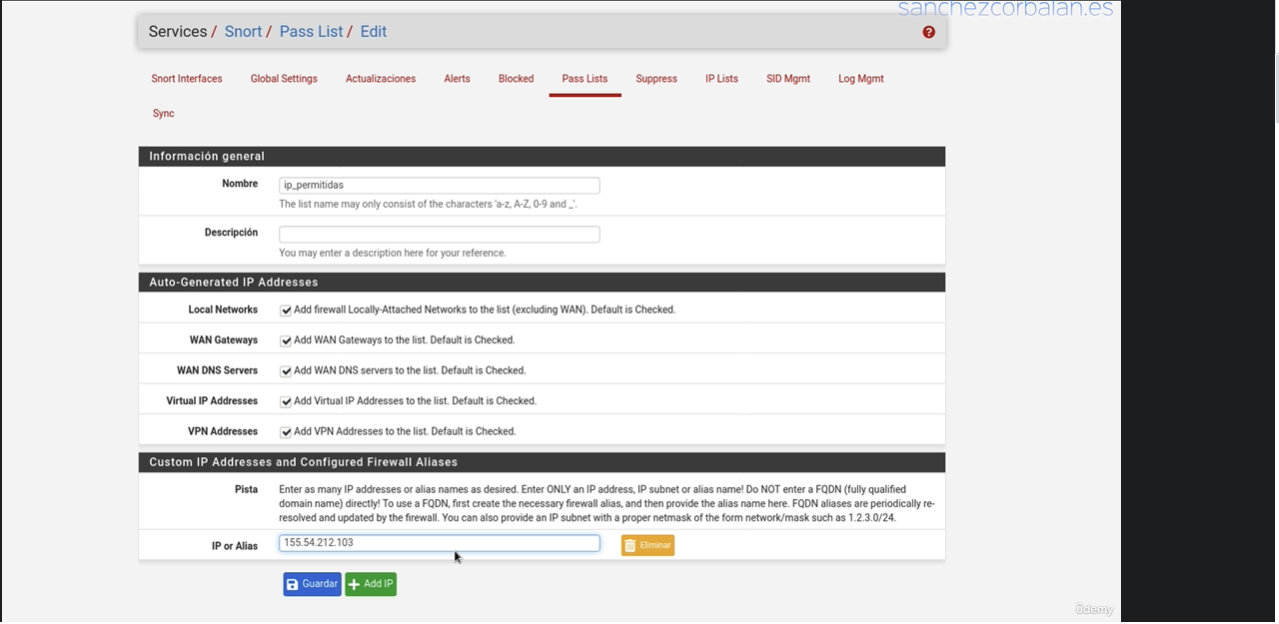 sanchezcorbalan.es
Services / Snort / Pass List / Edit
Snort Interfaces Global Settings Actualizaciones Alerts Blocked Pass Lists Suppress IP Lists SID Mgmt Log Mgmt
Sync
Información general
Nombre ip_permitidas
The list name may only consist of the characters 'a-z, A-Z, 0-9 and _'.
Descripción
You may enter a description here for your reference.
Auto-Generated IP Addresses
Local Networks Add firewall Locally-Attached Networks to the list (excluding WAN). Default is Checked.
WAN Gateways Add WAN Gateways to the list. Default is Checked.
WAN DNS Servers Add WAN DNS servers to the list. Default is Checked.
Virtual IP Addresses Add Virtual IP Addresses to the list. Default is Checked.
VPN Addresses Add VPN Addresses to the list. Default is Checked.
Custom IP Addresses and Configured Firewall Aliases
Pista Enter as many IP addresses or alias names as desired. Enter ONLY an IP address, IP subnet or alias name! Do NOT enter a FQDN (fully qualified
domain name) directly! To use a FQDN, first create the necessary firewall alias, and then provide the alias name here. FQDN aliases are periodically re-
resolved and updated by the firewall. You can also provide an IP subnet with a proper netmask of the form network/mask such as 1.2.3.0/24.
IP or Alias 155.54.212.103 Eliminar
Guardar Add IP
ûdemy